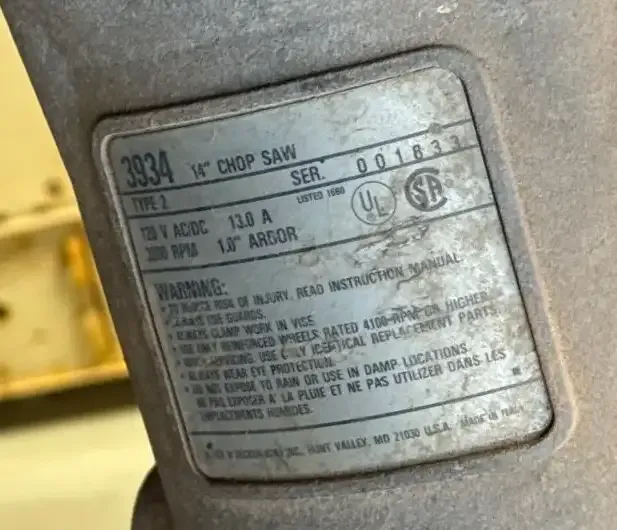 3934 14" CHOP SAW
TYPE 2 SER. 001833
LISTED 1660
120 V AC/DC 13.0 A
RPM 1.0" ARBOR
UL SA
WARNING:
• TO REDUCE RISK OF INJURY, READ INSTRUCTION MANUAL.
• ALWAYS USE GUARDS.
• ALWAYS CLAMP WORK IN VISE
• USE ONLY REINFORCED WHEELS RATED 4100 RPM OR HIGHER.
• WHEN SERVICING, USE ONLY IDENTICAL REPLACEMENT PARTS.
• ALWAYS WEAR EYE PROTECTION.
• DO NOT EXPOSE TO RAIN OR USE IN DAMP LOCATIONS.
NE PAS EXPOSER A' LA PLUIE ET NE PAS UTILIZER DANS LES
EMPLACEMENTS HUMIDES.
INC., HUNT VALLEY, MD 21030 U.S.A. MADE IN ITALY